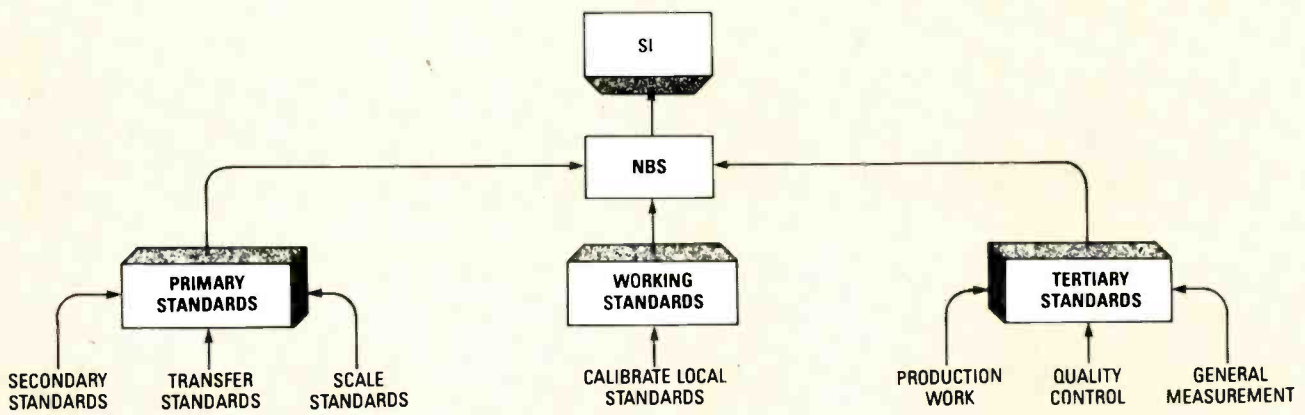 SI
NBS
PRIMARY
STANDARDS
WORKING
STANDARDS
TERTIARY
STANDARDS
SECONDARY
STANDARDS
TRANSFER
STANDARDS
SCALE
STANDARDS
CALIBRATE LOCAL
STANDARDS
PRODUCTION
WORK
QUALITY
CONTROL
GENERAL
MEASUREMENT